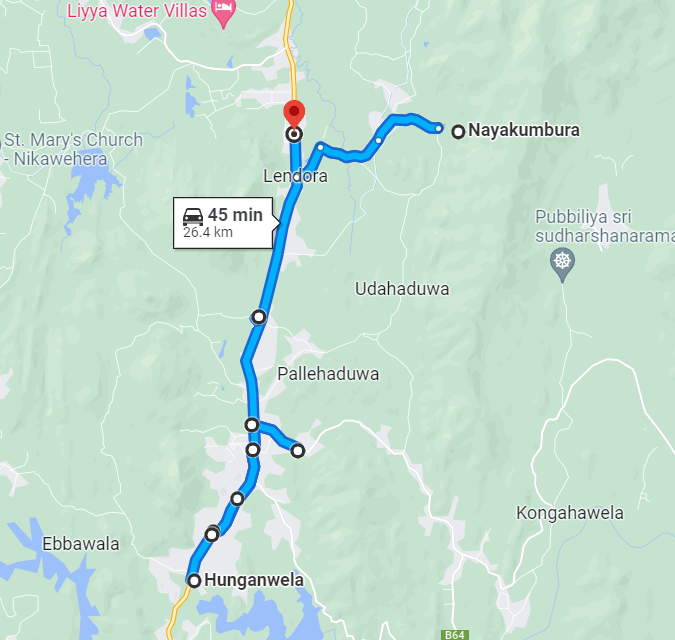 Liyya Water Villas
Nayakumbura
St. Mary's Church
- Nikawehera
Lendora
45 min
26.4 km
Pubbiliya sri
sudharshanarama
Udahaduwa
Pallehaduwa
Kongahawela
Ebbawala
Hunganwela
B64